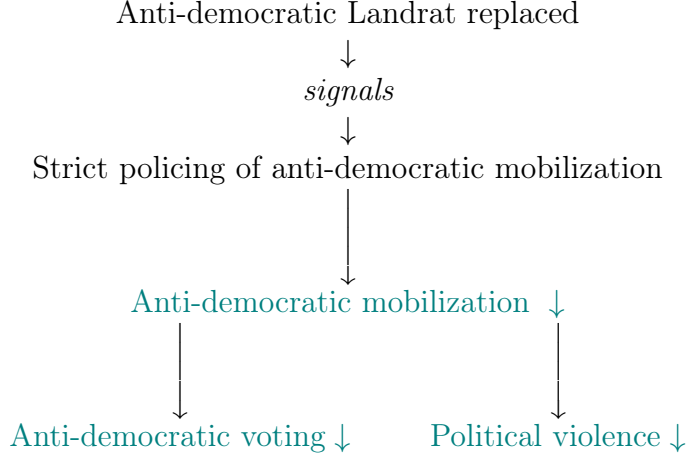 Anti-democratic Landrat replaced
signals
Strict policing of anti-democratic mobilization
Anti-democratic mobilization ↓
Anti-democratic voting ↓ Political violence ↓